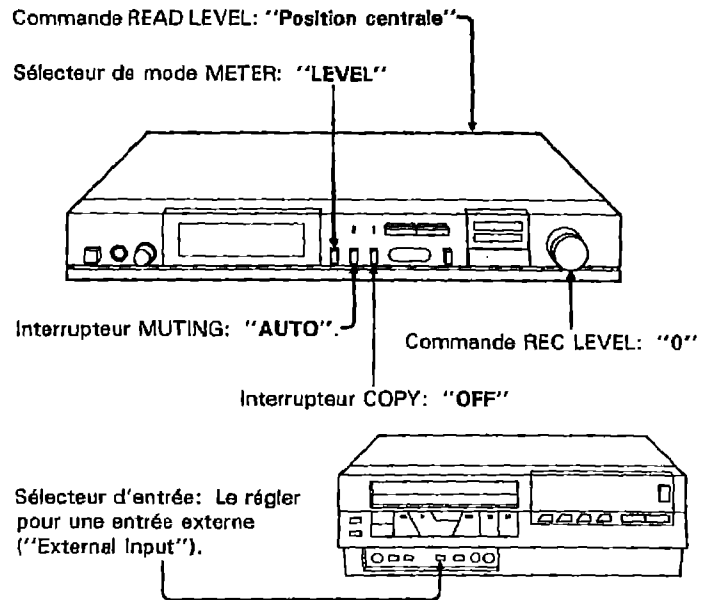 Commande READ LEVEL: "Position centrale"
Sélecteur de mode METER: "LEVEL"
Interrupteur MUTING: "AUTO".
Commande REC LEVEL: "0"
Interrupteur COPY: "OFF"
Sélecteur d'entrée: Le régler
pour une entrée externe
("External Input").